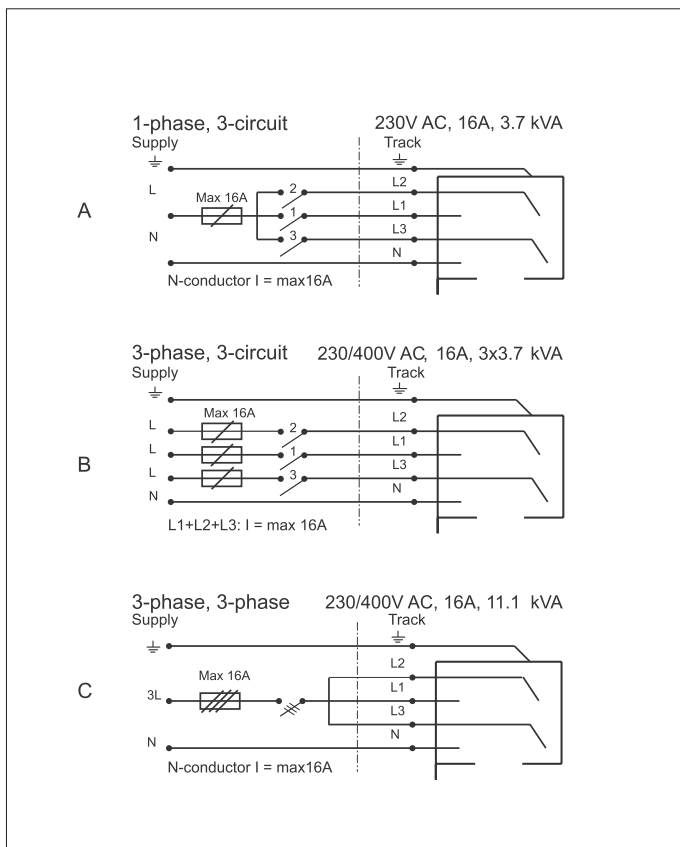 1-phase, 3-circuit 230V AC, 16A, 3.7 kVA
Supply Track
L2
L Max 16A 2
L1
1
A
L3
N 3
N
N-conductor I = max16A
3-phase, 3-circuit 230/400V AC, 16A, 3x3.7 kVA
Supply Track
Max 16A L2
L 2
L1
L 1
B
L3
L 3
N
N
L1+L2+L3: I = max 16A
3-phase, 3-phase 230/400V AC, 16A, 11.1 kVA
Supply Track
L2
Max 16A
L1
C
3L
L3
N
N
N-conductor I = max16A